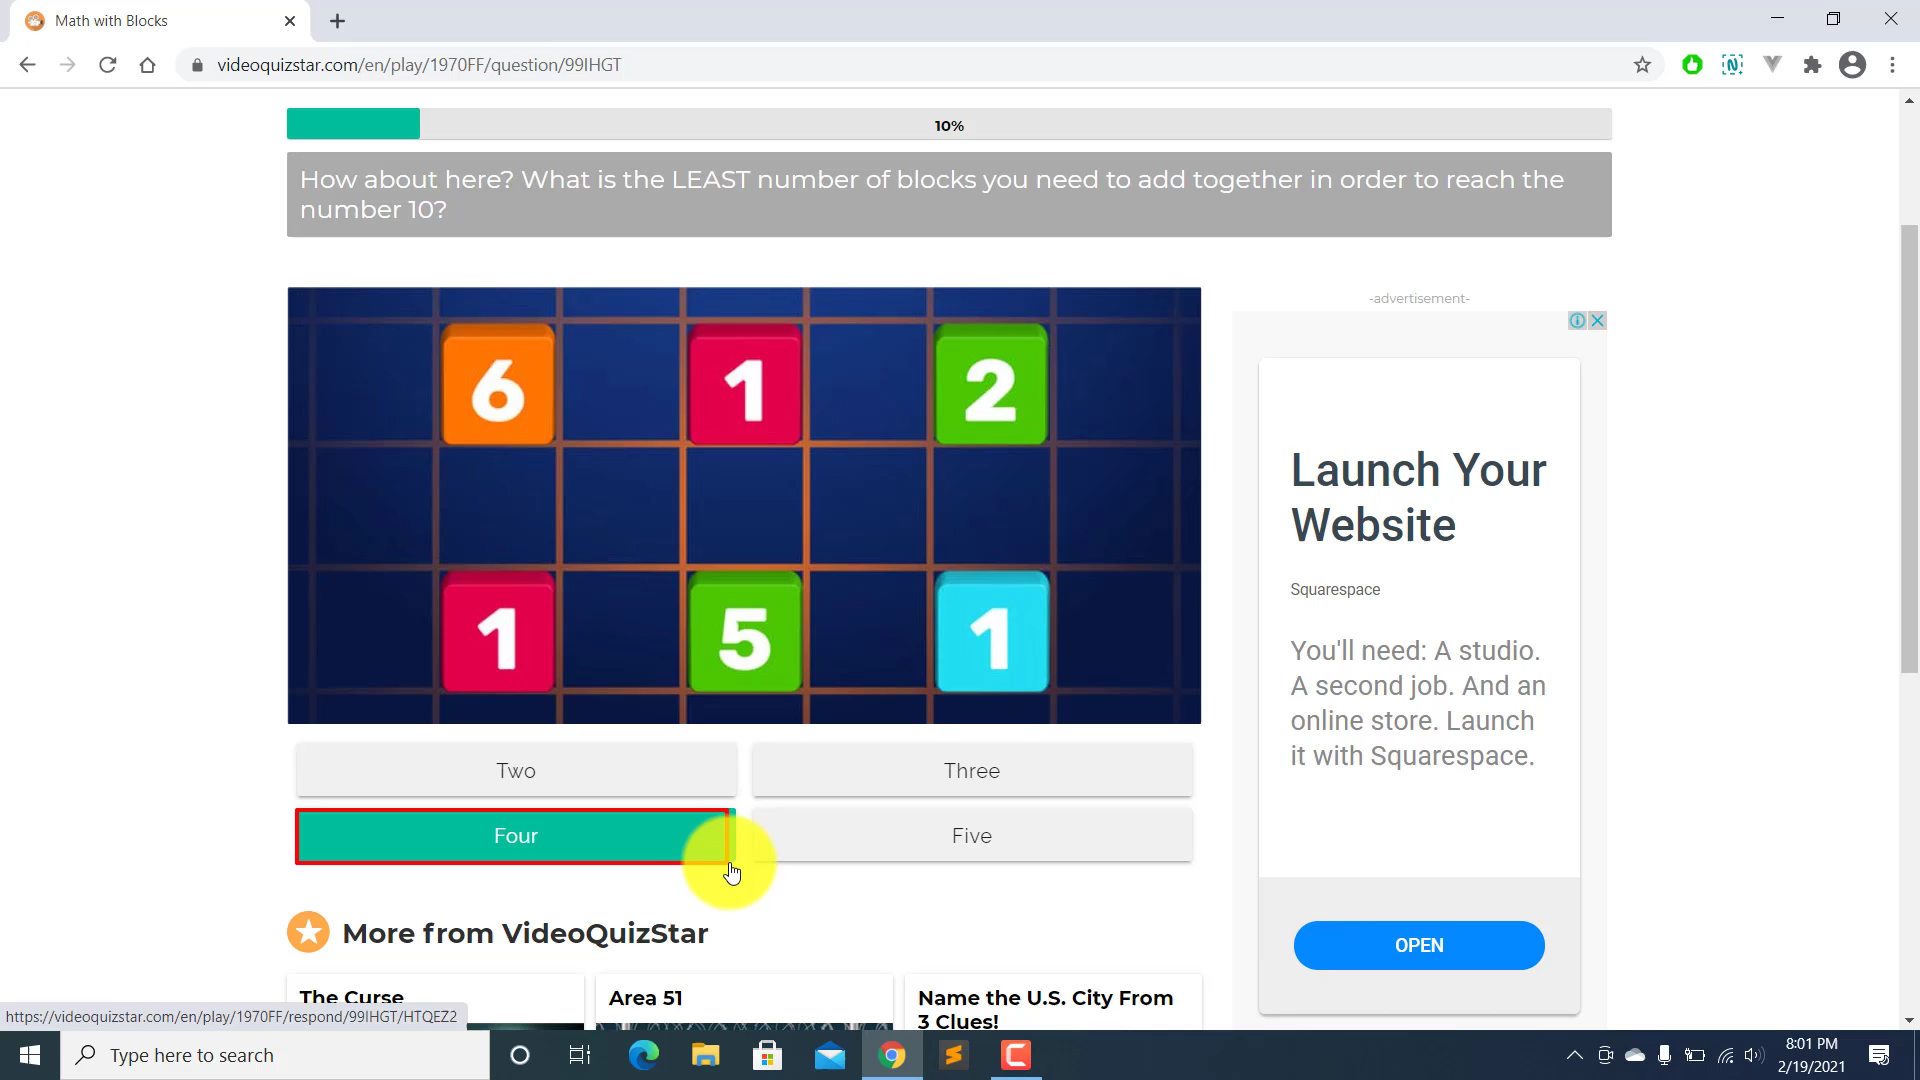 Math with Blocks
videoquizstar.com/en/play/1970FF/question/99IHGT
10%
How about here? What is the LEAST number of blocks you need to add together in order to reach the
number 10?
-advertisement-
6 1 2
1 5 1
Launch Your
Website
Squarespace
You'll need: A studio.
A second job. And an
online store. Launch
it with Squarespace.
OPEN
Two
Three
Four
Five
More from VideoQuizStar
The Curse
Area 51
Name the U.S. City From
3 Clues!
https://videoquizstar.com/en/play/1970FF/respond/99IHGT/HTQEZ2
Type here to search
8:01 PM
2/19/2021